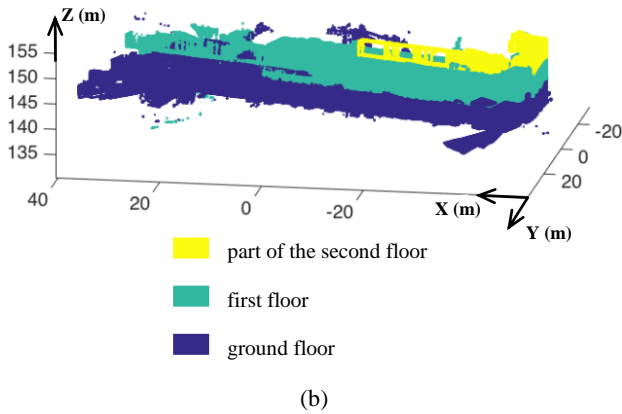 Z (m)
155
150
145
140
135
40
20
0
-20
X (m)
Y (m)
20
0
-20
part of the second floor
first floor
ground floor
(b)